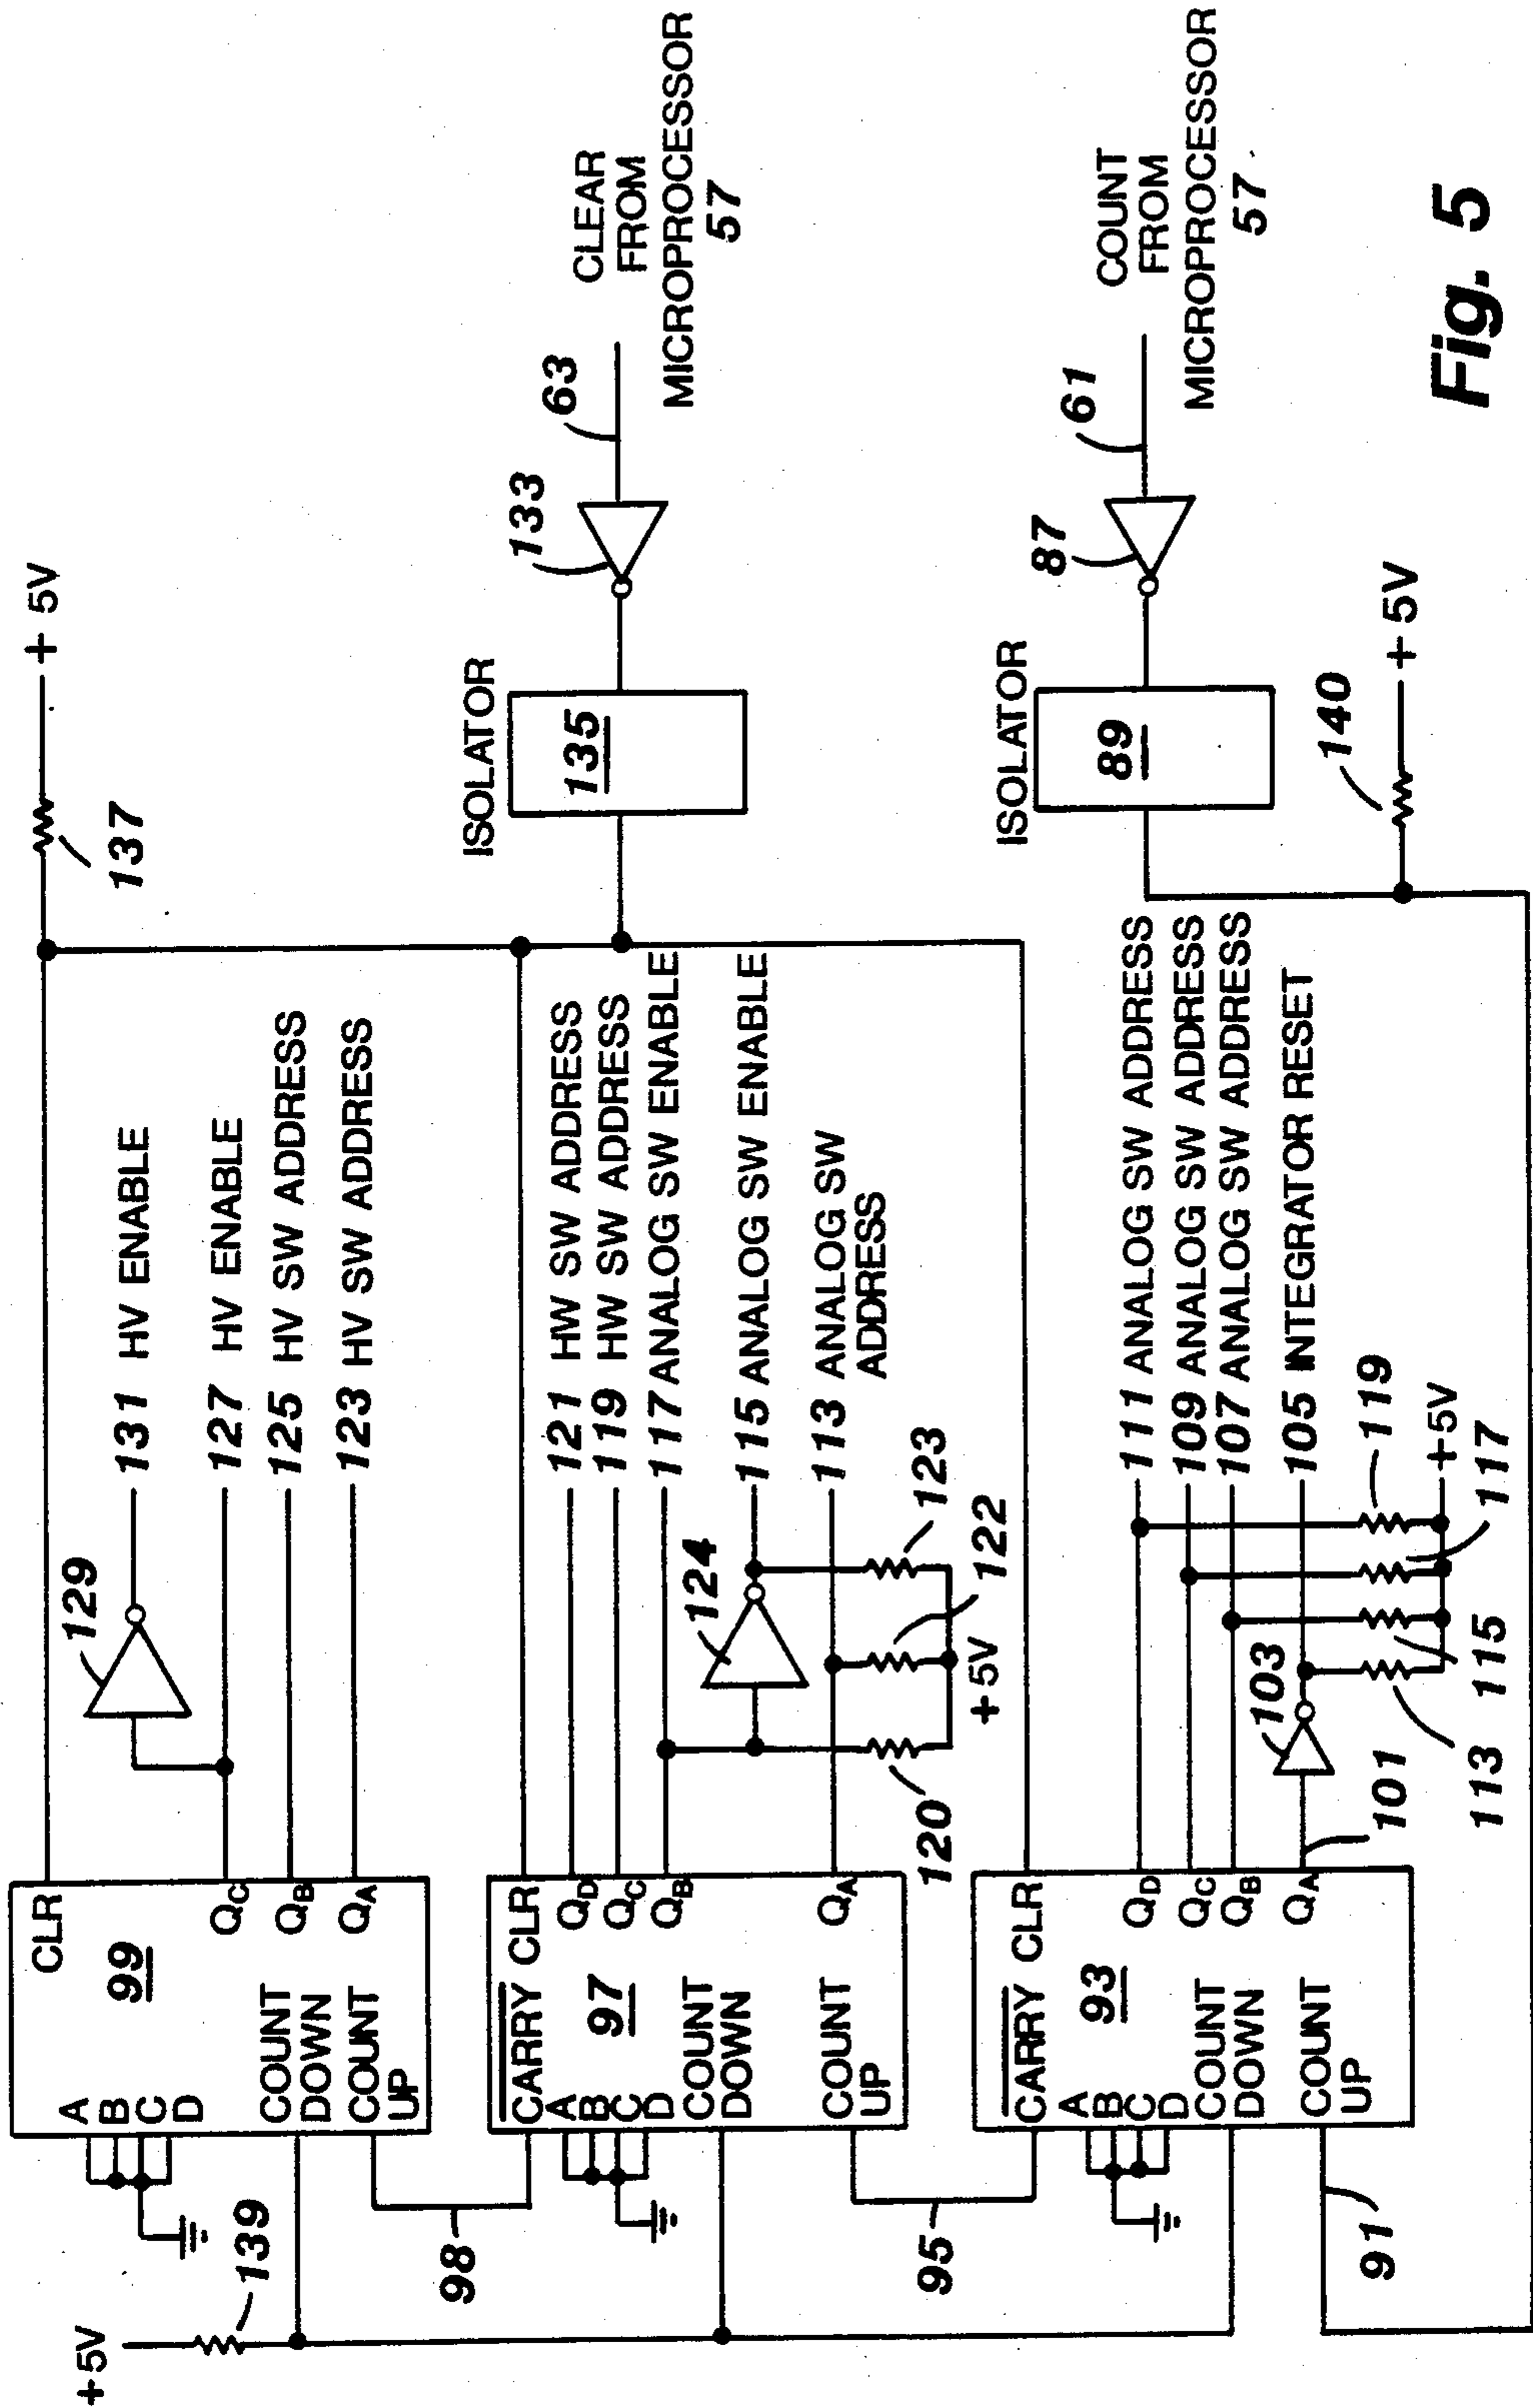 +5V
139
A
B
C
D
CLR
99
COUNT
DOWN
COUNT
UP
QC
QB
QA
129
131 HV ENABLE
127 HV ENABLE
125 HV SW ADDRESS
123 HV SW ADDRESS
137
+ 5V
98
CARRY CLR
A
B
C
D
97
COUNT
DOWN
COUNT
UP
QD
QC
QB
QA
121 HW SW ADDRESS
119 HW SW ADDRESS
117 ANALOG SW ENABLE
115 ANALOG SW ENABLE
113 ANALOG SW
ADDRESS
124
120
122
123
+5V
ISOLATOR
135
133
63
CLEAR
FROM
MICROPROCESSOR
57
95
CARRY CLR
A
B
C
D
93
COUNT
DOWN
COUNT
UP
QD
QC
QB
QA
91
101
103
111 ANALOG SW ADDRESS
109 ANALOG SW ADDRESS
107 ANALOG SW ADDRESS
105 INTEGRATOR RESET
113
115
117
119
+5V
ISOLATOR
89
87
61
COUNT
FROM
MICROPROCESSOR
57
140
+ 5V
Fig. 5